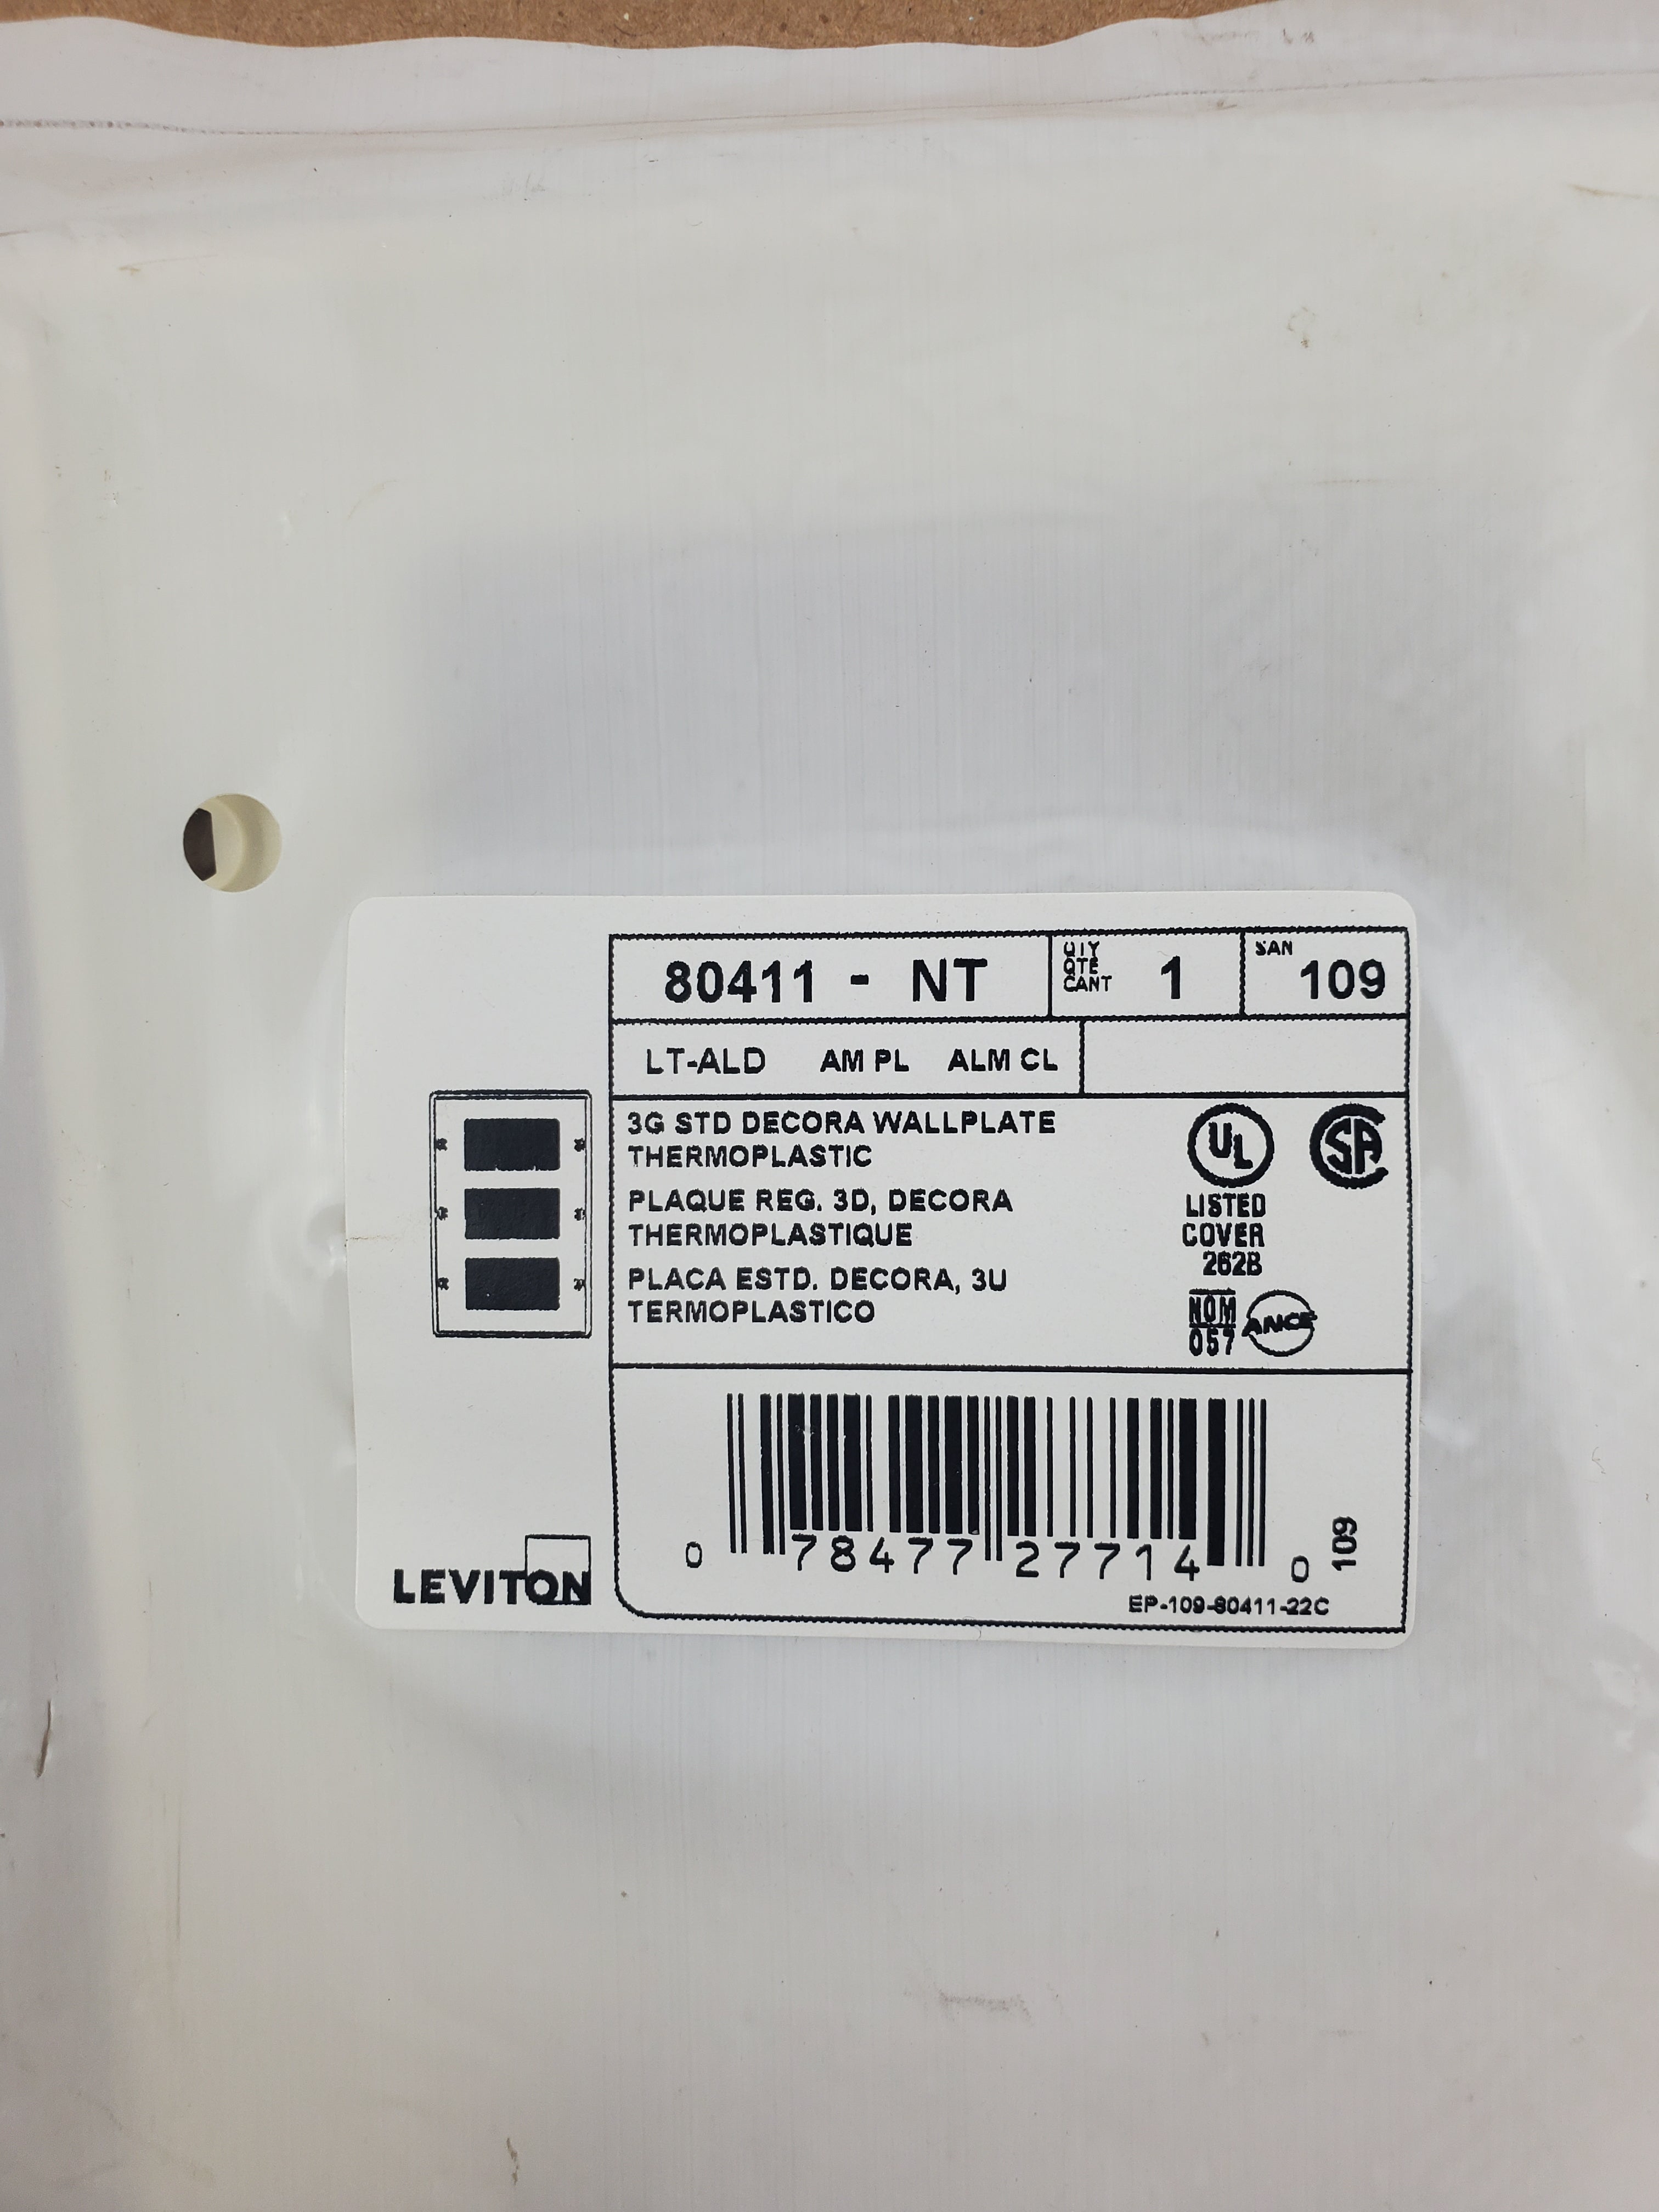 80411 - NT
QTY
QTE
CANT
1
SAN
109
LT-ALD AM PL ALM CL
3G STD DECORA WALLPLATE
THERMOPLASTIC
PLAQUE REG. 3D, DECORA
THERMOPLASTIQUE
PLACA ESTD. DECORA, 3U
TERMOPLASTICO
UL
SA
LISTED
COVER
262B
NOM
057
ANCE
0 78477 27714 0
109
EP-109-80411-22C
LEVITON